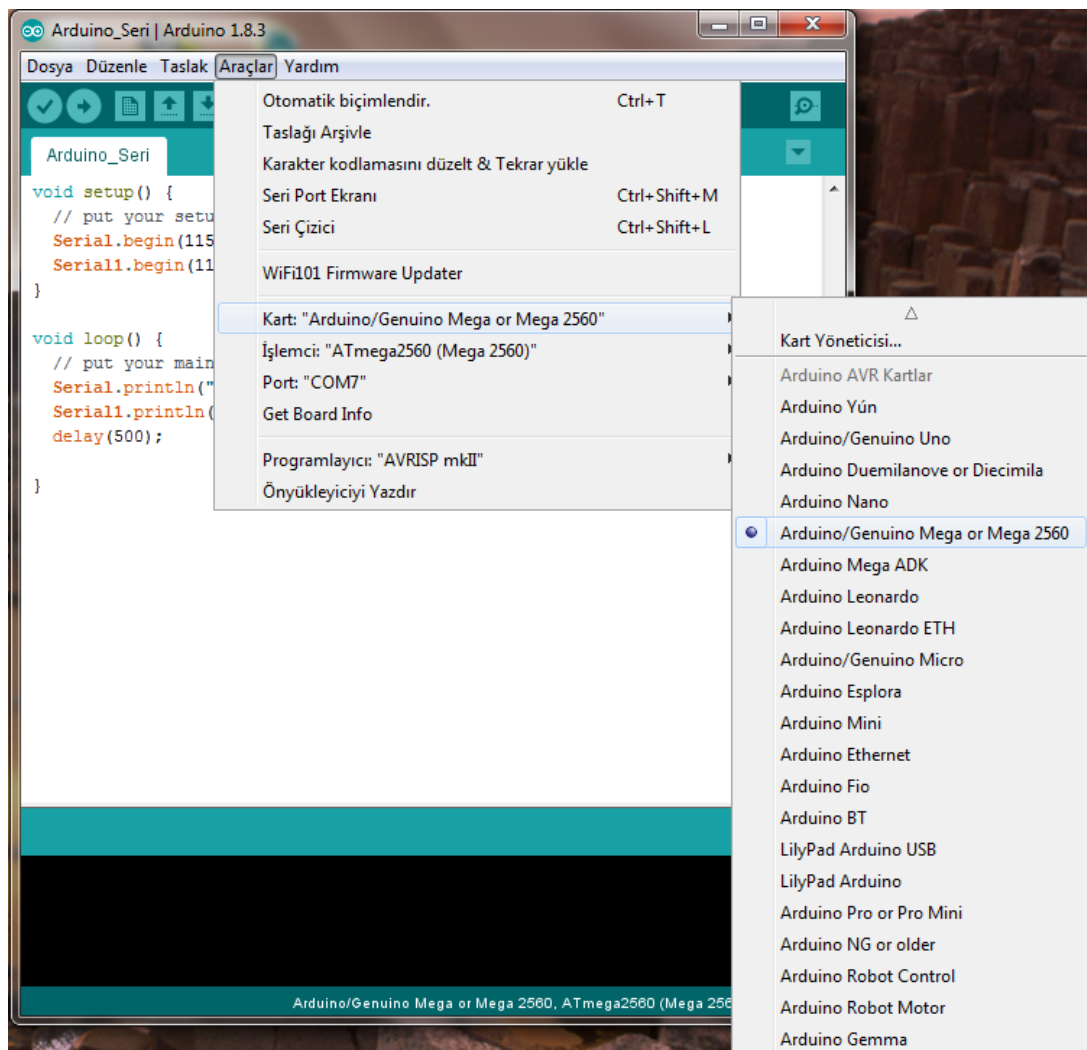 Arduino_Seri | Arduino 1.8.3
Dosya Düzenle Taslak Araçlar Yardım
Arduino_Seri
void setup() {
// put your setu
Serial.begin(115
Serial1.begin(11
}
void loop() {
// put your main
Serial.println("
Serial1.println(
delay(500);
}
Otomatik biçimlendir. Ctrl+T
Taslağı Arşivle
Karakter kodlamasını düzelt & Tekrar yükle
Seri Port Ekranı Ctrl+Shift+M
Seri Çizici Ctrl+Shift+L
WiFi101 Firmware Updater
Kart: "Arduino/Genuino Mega or Mega 2560"
İşlemci: "ATmega2560 (Mega 2560)"
Port: "COM7"
Get Board Info
Programlayıcı: "AVRISP mkII"
Önyükleyiciyi Yazdır
Kart Yöneticisi...
Arduino AVR Kartlar
Arduino Yún
Arduino/Genuino Uno
Arduino Duemilanove or Diecimila
Arduino Nano
Arduino/Genuino Mega or Mega 2560
Arduino Mega ADK
Arduino Leonardo
Arduino Leonardo ETH
Arduino/Genuino Micro
Arduino Esplora
Arduino Mini
Arduino Ethernet
Arduino Fio
Arduino BT
LilyPad Arduino USB
LilyPad Arduino
Arduino Pro or Pro Mini
Arduino NG or older
Arduino Robot Control
Arduino Robot Motor
Arduino Gemma
Arduino/Genuino Mega or Mega 2560, ATmega2560 (Mega 256